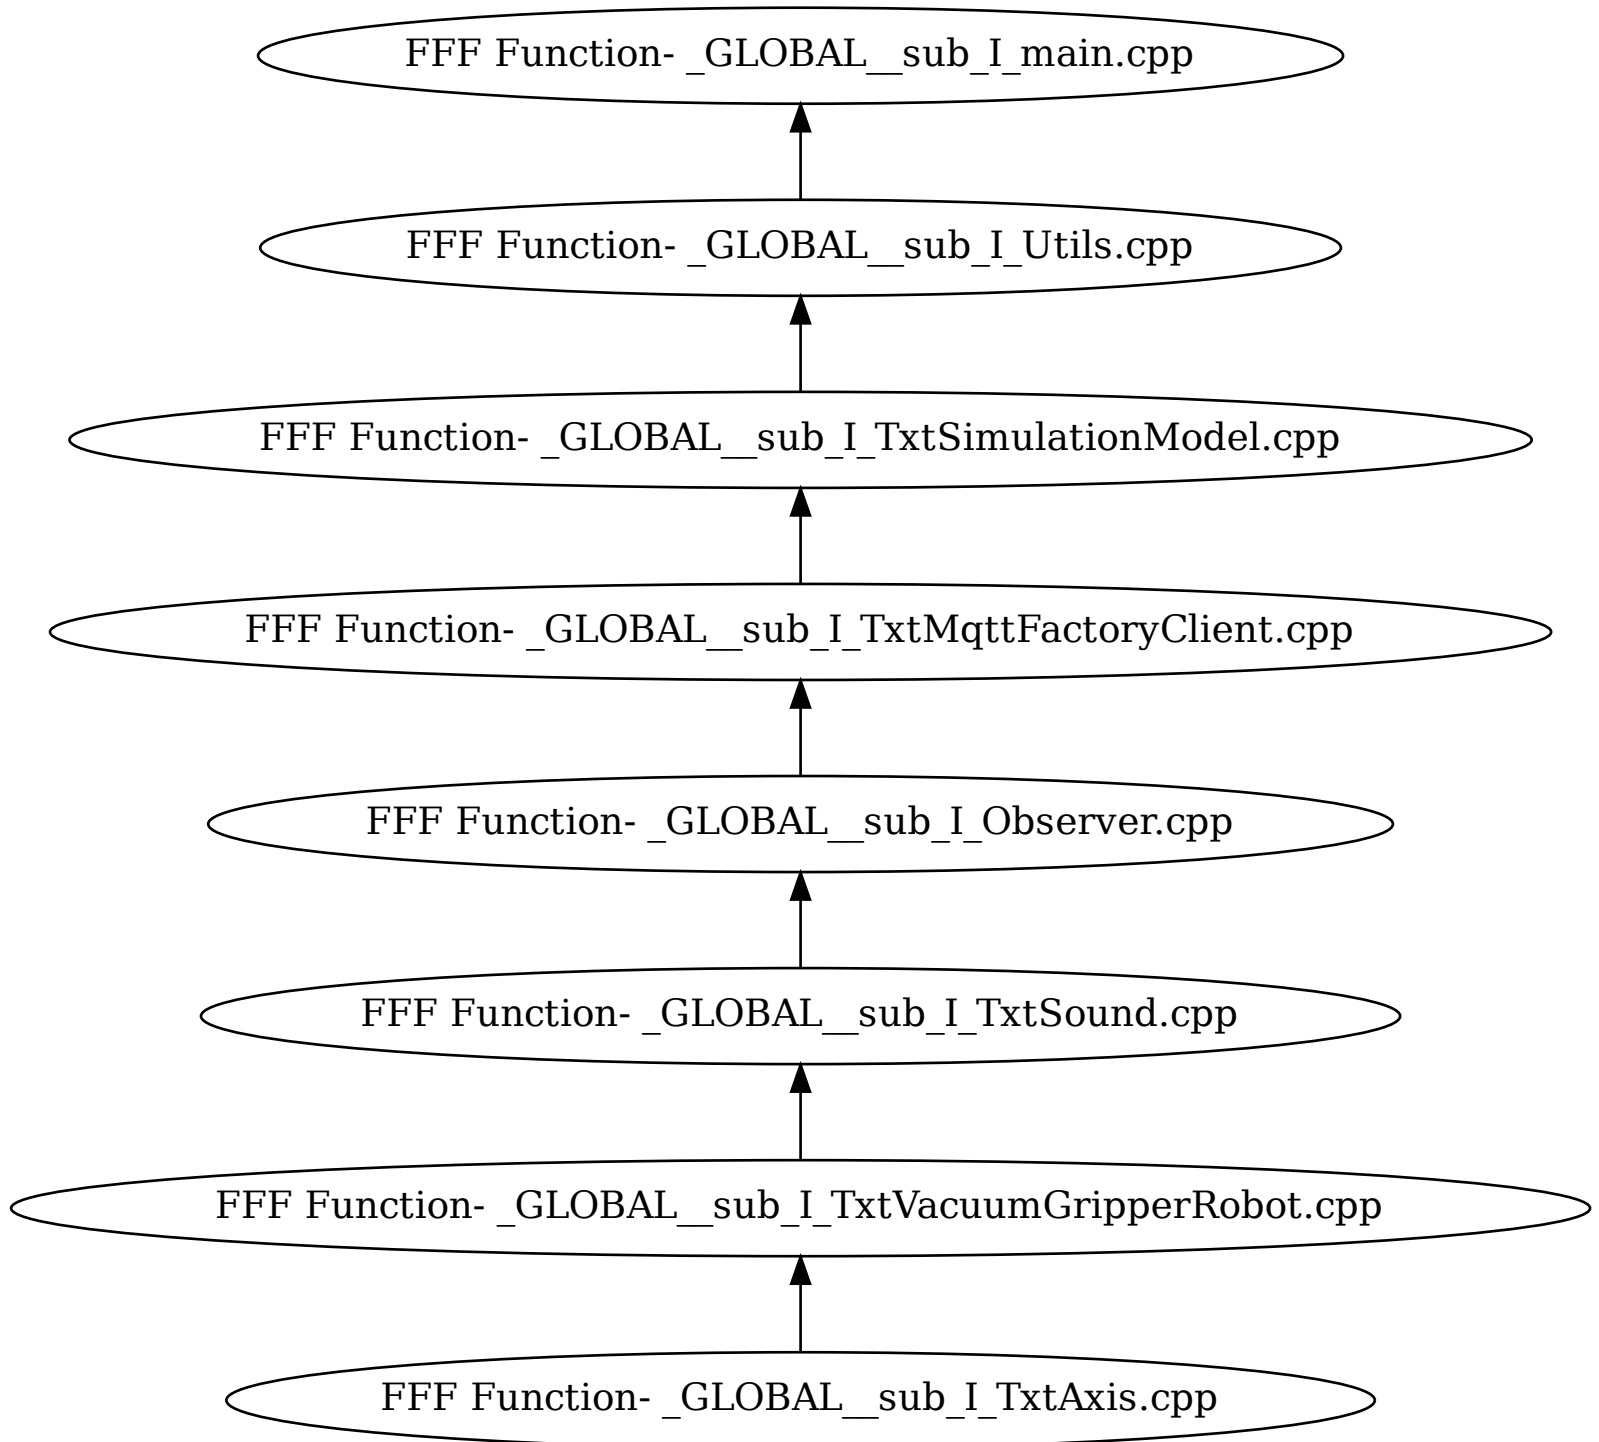 FFF Function- _GLOBAL__sub_I_main.cpp
FFF Function- _GLOBAL__sub_I_Utils.cpp
FFF Function- _GLOBAL__sub_I_TxtSimulationModel.cpp
FFF Function- _GLOBAL__sub_I_TxtMqttFactoryClient.cpp
FFF Function- _GLOBAL__sub_I_Observer.cpp
FFF Function- _GLOBAL__sub_I_TxtSound.cpp
FFF Function- _GLOBAL__sub_I_TxtVacuumGripperRobot.cpp
FFF Function- _GLOBAL__sub_I_TxtAxis.cpp